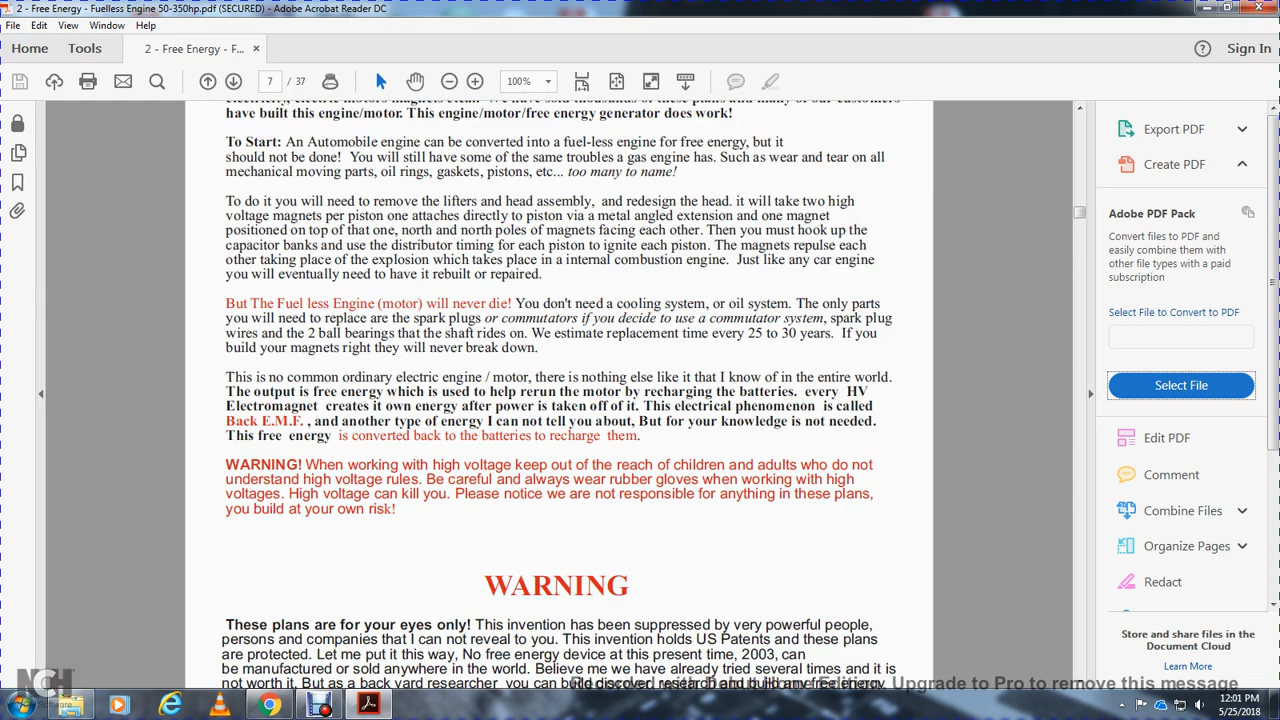 2 - Free Energy - Fuelless Engine 50-350hp.pdf (SECURED) - Adobe Acrobat Reader DC
File Edit View Window Help
Home Tools 2 - Free Energy - F... × Sign In
7 / 37 100%
have built this engine/motor. This engine/motor/free energy generator does work!
To Start: An Automobile engine can be converted into a fuel-less engine for free energy, but it
should not be done! You will still have some of the same troubles a gas engine has. Such as wear and tear on all
mechanical moving parts, oil rings, gaskets, pistons, etc... too many to name!
To do it you will need to remove the lifters and head assembly, and redesign the head. it will take two high
voltage magnets per piston one attaches directly to piston via a metal angled extension and one magnet
positioned on top of that one, north and north poles of magnets facing each other. Then you must hook up the
capacitor banks and use the distributor timing for each piston to ignite each piston. The magnets repulse each
other taking place of the explosion which takes place in a internal combustion engine. Just like any car engine
you will eventually need to have it rebuilt or repaired.
But The Fuel less Engine (motor) will never die! You don't need a cooling system, or oil system. The only parts
you will need to replace are the spark plugs or commutators if you decide to use a commutator system, spark plug
wires and the 2 ball bearings that the shaft rides on. We estimate replacement time every 25 to 30 years. If you
build your magnets right they will never break down.
This is no common ordinary electric engine / motor, there is nothing else like it that I know of in the entire world.
The output is free energy which is used to help rerun the motor by recharging the batteries. every HV
Electromagnet creates it own energy after power is taken off of it. This electrical phenomenon is called
Back E.M.F. , and another type of energy I can not tell you about, But for your knowledge is not needed.
This free energy is converted back to the batteries to recharge them.
WARNING! When working with high voltage keep out of the reach of children and adults who do not
understand high voltage rules. Be careful and always wear rubber gloves when working with high
voltages. High voltage can kill you. Please notice we are not responsible for anything in these plans,
you build at your own risk!
WARNING
These plans are for your eyes only! This invention has been suppressed by very powerful people,
persons and companies that I can not reveal to you. This invention holds US Patents and these plans
are protected. Let me put it this way, No free energy device at this present time, 2003, can
be manufactured or sold anywhere in the world. Believe me we have already tried several times and it is
not worth it. But as a back yard researcher you can build
Upgrade to Pro to remove this message
Export PDF
Create PDF
Adobe PDF Pack
Convert files to PDF and
easily combine them with
other file types with a paid
subscription
Select File to Convert to PDF
Select File
Edit PDF
Comment
Combine Files
Organize Pages
Redact
Store and share files in the
Document Cloud
Learn More
NCH
Software
12:01 PM
5/25/2018